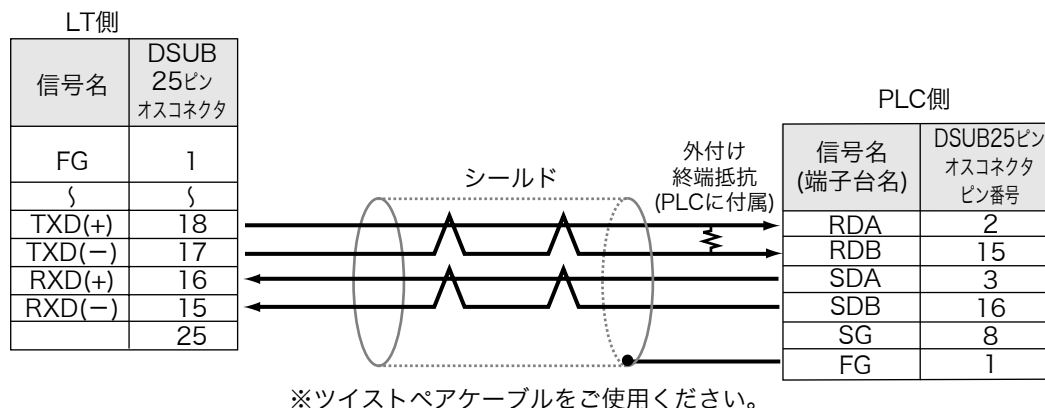 LT側
信号名
DSUB
25ピン
オスコネクタ
FG 1
〜 〜
TXD(+) 18
TXD(−) 17
RXD(+) 16
RXD(−) 15
25
シールド
外付け
終端抵抗
(PLCに付属)
PLC側
信号名
(端子台名)
DSUB25ピン
オスコネクタ
ピン番号
RDA 2
RDB 15
SDA 3
SDB 16
SG 8
FG 1
※ツイストペアケーブルをご使用ください。